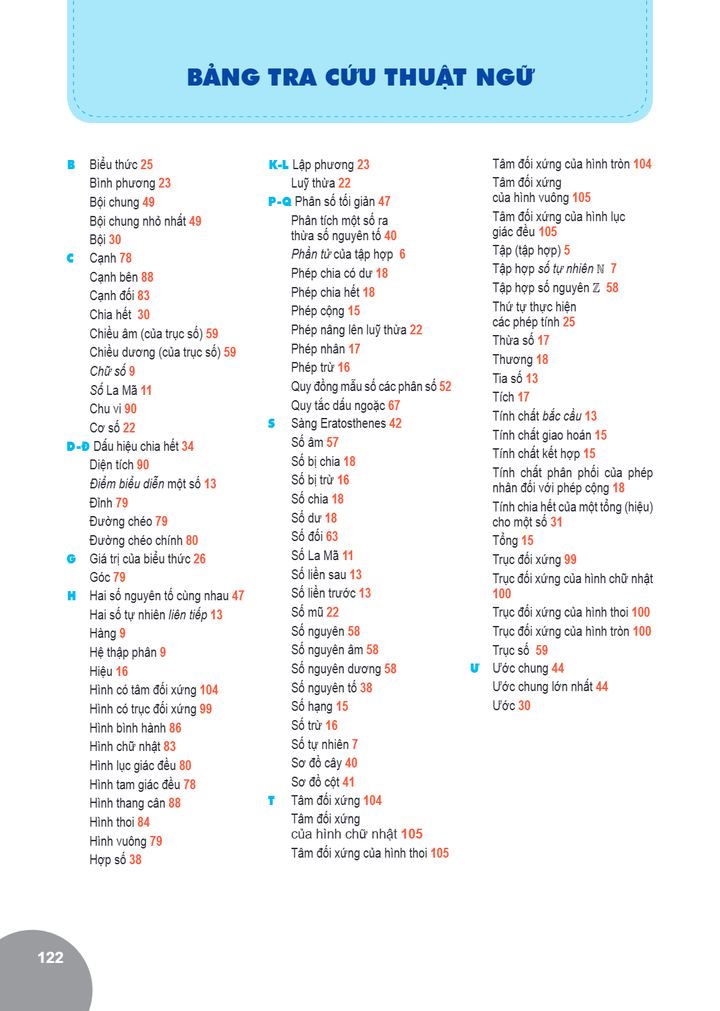 BẢNG TRA CỨU THUẬT NGỮ
B Biểu thức 25
Bình phương 23
Bội chung 49
Bội chung nhỏ nhất 49
Bội 30
C Cạnh 78
Cạnh bên 88
Cạnh đối 83
Chia hết 30
Chiều âm (của trục số) 59
Chiều dương (của trục số) 59
Chữ số 9
Số La Mã 11
Chu vi 90
Cơ số 22
D-Đ Dấu hiệu chia hết 34
Diện tích 90
Điểm biểu diễn một số 13
Đỉnh 79
Đường chéo 79
Đường chéo chính 80
G Giá trị của biểu thức 26
Góc 79
H Hai số nguyên tố cùng nhau 47
Hai số tự nhiên liên tiếp 13
Hàng 9
Hệ thập phân 9
Hiệu 16
Hình có tâm đối xứng 104
Hình có trục đối xứng 99
Hình bình hành 86
Hình chữ nhật 83
Hình lục giác đều 80
Hình tam giác đều 78
Hình thang cân 88
Hình thoi 84
Hình vuông 79
Hợp số 38
K-L Lập phương 23
Luỹ thừa 22
P-Q Phân số tối giản 47
Phân tích một số ra
thừa số nguyên tố 40
Phần tử của tập hợp 6
Phép chia có dư 18
Phép chia hết 18
Phép cộng 15
Phép nâng lên luỹ thừa 22
Phép nhân 17
Phép trừ 16
Quy đồng mẫu số các phân số 52
Quy tắc dấu ngoặc 67
S Sàng Eratosthenes 42
Số âm 57
Số bị chia 18
Số bị trừ 16
Số chia 18
Số dư 18
Số đối 63
Số La Mã 11
Số liền sau 13
Số liền trước 13
Số mũ 22
Số nguyên 58
Số nguyên âm 58
Số nguyên dương 58
Số nguyên tố 38
Số hạng 15
Số trừ 16
Số tự nhiên 7
Sơ đồ cây 40
Sơ đồ cột 41
T Tâm đối xứng 104
Tâm đối xứng
của hình chữ nhật 105
Tâm đối xứng của hình thoi 105
Tâm đối xứng của hình tròn 104
Tâm đối xứng
của hình vuông 105
Tâm đối xứng của hình lục
giác đều 105
Tập (tập hợp) 5
Tập hợp số tự nhiên ℕ 7
Tập hợp số nguyên ℤ 58
Thứ tự thực hiện
các phép tính 25
Thừa số 17
Thương 18
Tia số 13
Tích 17
Tính chất bắc cầu 13
Tính chất giao hoán 15
Tính chất kết hợp 15
Tính chất phân phối của phép
nhân đối với phép cộng 18
Tính chia hết của một tổng (hiệu)
cho một số 31
Tổng 15
Trục đối xứng 99
Trục đối xứng của hình chữ nhật
100
Trục đối xứng của hình thoi 100
Trục đối xứng của hình tròn 100
Trục số 59
Ư Ước chung 44
Ước chung lớn nhất 44
Ước 30
122